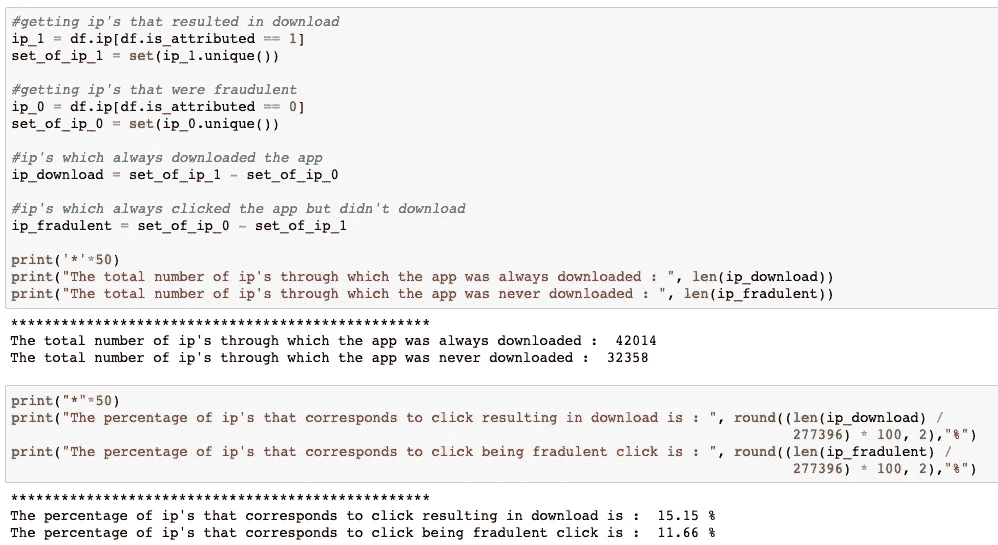 #getting ip's that resulted in download
ip_1 = df.ip[df.is_attributed == 1]
set_of_ip_1 = set(ip_1.unique())
#getting ip's that were fraudulent
ip_0 = df.ip[df.is_attributed == 0]
set_of_ip_0 = set(ip_0.unique())
#ip's which always downloaded the app
ip_download = set_of_ip_1 - set_of_ip_0
#ip's which always clicked the app but didn't download
ip_fradulent = set_of_ip_0 - set_of_ip_1
print('*'*50)
print("The total number of ip's through which the app was always downloaded : ", len(ip_download))
print("The total number of ip's through which the app was never downloaded : ", len(ip_fradulent))
**************************************************
The total number of ip's through which the app was always downloaded :  42014
The total number of ip's through which the app was never downloaded :  32358
print("*"*50)
print("The percentage of ip's that corresponds to click resulting in download is : ", round((len(ip_download) /
277396) * 100, 2),"%")
print("The percentage of ip's that corresponds to click being fradulent click is : ", round((len(ip_fradulent) /
277396) * 100, 2),"%")
**************************************************
The percentage of ip's that corresponds to click resulting in download is :  15.15 %
The percentage of ip's that corresponds to click being fradulent click is :  11.66 %